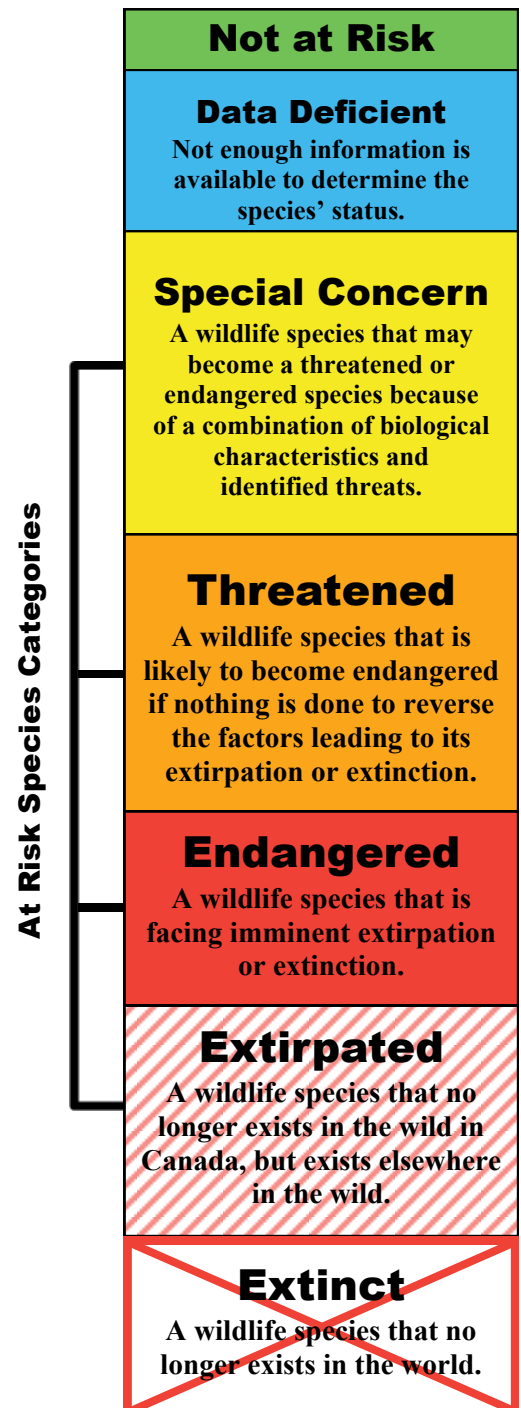 Not at Risk
Data Deficient
Not enough information is
available to determine the
species’ status.
Special Concern
A wildlife species that may
become a threatened or
endangered species because
of a combination of biological
characteristics and
identified threats.
At Risk Species Categories
Threatened
A wildlife species that is
likely to become endangered
if nothing is done to reverse
the factors leading to its
extirpation or extinction.
Endangered
A wildlife species that is
facing imminent extirpation
or extinction.
Extirpated
A wildlife species that no
longer exists in the wild in
Canada, but exists elsewhere
in the wild.
Extinct
A wildlife species that no
longer exists in the world.